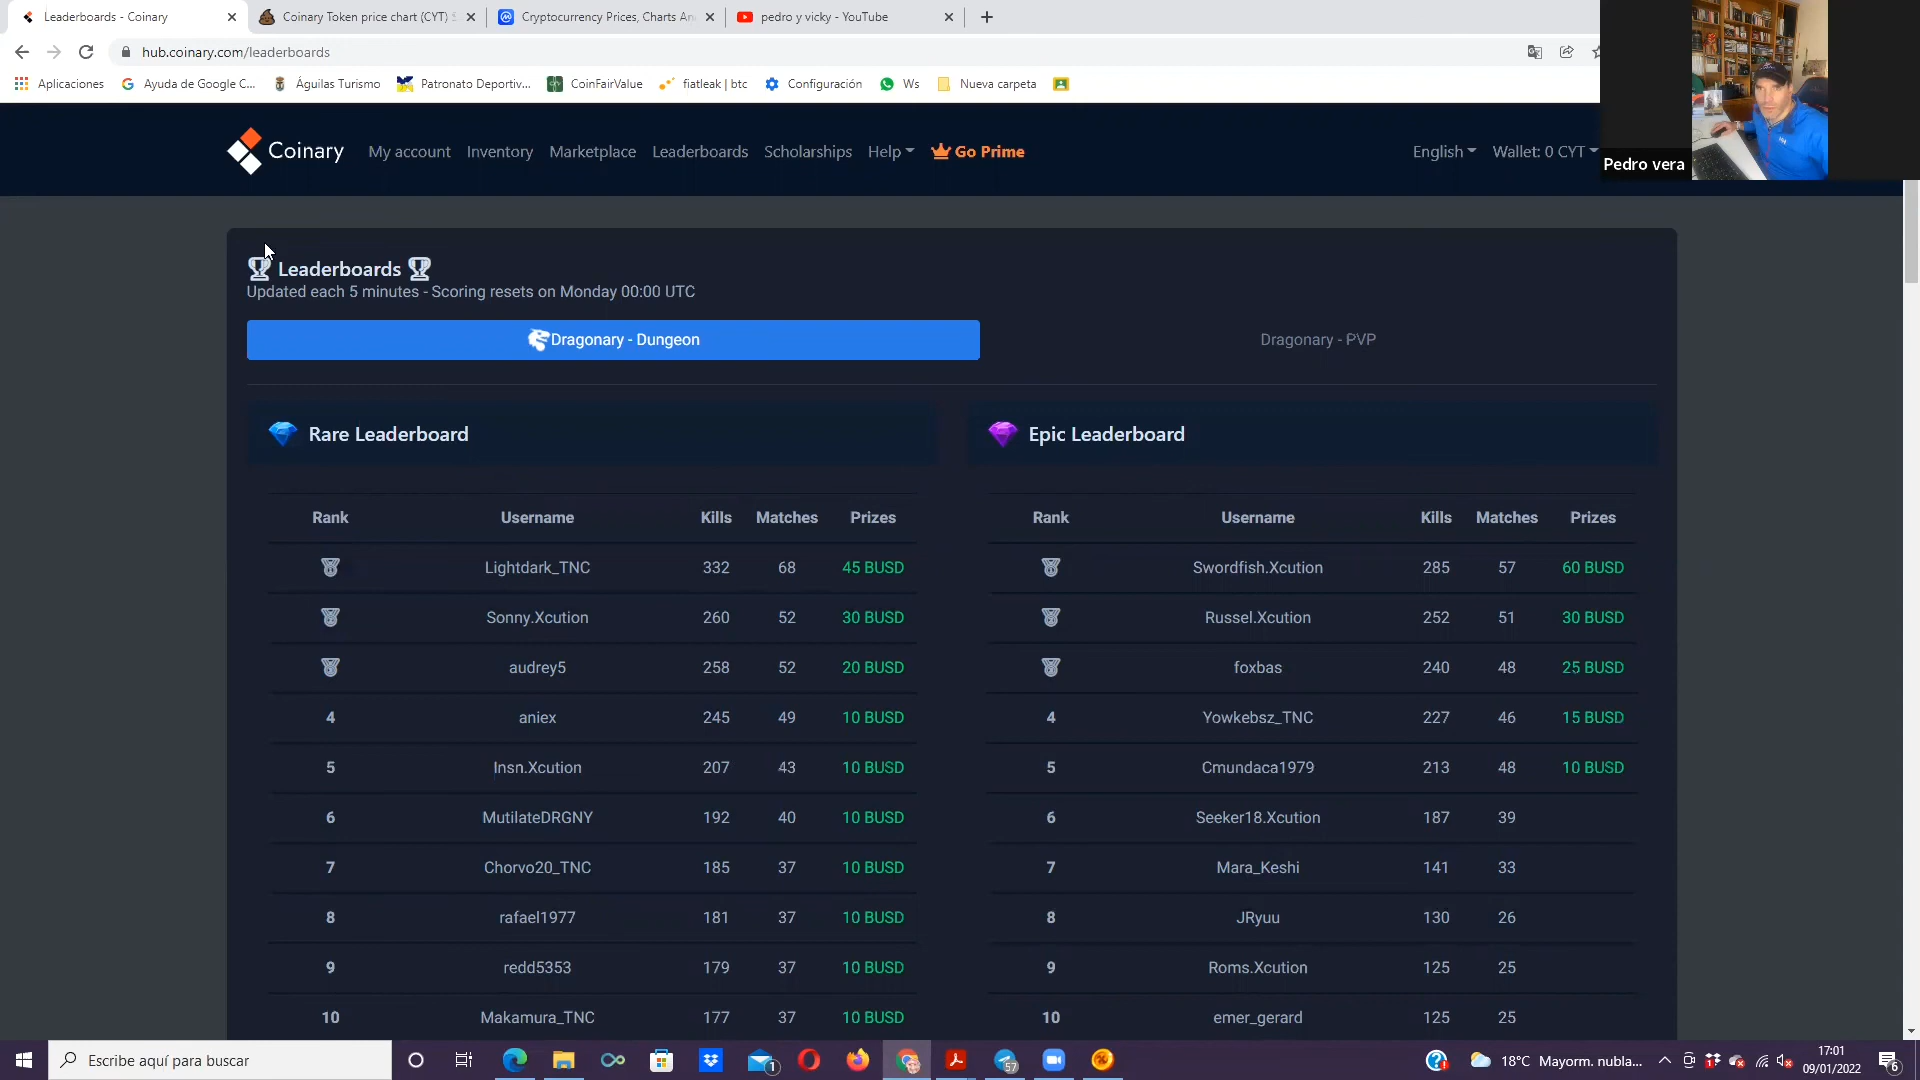 Leaderboards - Coinary
Coinary Token price chart (CYT)
Cryptocurrency Prices, Charts An
pedro y vicky - YouTube
hub.coinary.com/leaderboards
Aplicaciones
Ayuda de Google C...
Águilas Turismo
Patronato Deportiv...
CoinFairValue
fiatleak | btc
Configuración
Ws
Nueva carpeta
Coinary
My account
Inventory
Marketplace
Leaderboards
Scholarships
Help
Go Prime
English
Wallet: 0 CYT
Pedro vera
Leaderboards
Updated each 5 minutes - Scoring resets on Monday 00:00 UTC
Dragonary - Dungeon
Dragonary - PVP
Rare Leaderboard
Rank Username Kills Matches Prizes
Lightdark_TNC 332 68 45 BUSD
Sonny.Xcution 260 52 30 BUSD
audrey5 258 52 20 BUSD
4 aniex 245 49 10 BUSD
5 Insn.Xcution 207 43 10 BUSD
6 MutilateDRGNY 192 40 10 BUSD
7 Chorvo20_TNC 185 37 10 BUSD
8 rafael1977 181 37 10 BUSD
9 redd5353 179 37 10 BUSD
10 Makamura_TNC 177 37 10 BUSD
Epic Leaderboard
Rank Username Kills Matches Prizes
Swordfish.Xcution 285 57 60 BUSD
Russel.Xcution 252 51 30 BUSD
foxbas 240 48 25 BUSD
4 Yowkebsz_TNC 227 46 15 BUSD
5 Cmundaca1979 213 48 10 BUSD
6 Seeker18.Xcution 187 39
7 Mara_Keshi 141 33
8 JRyuu 130 26
9 Roms.Xcution 125 25
10 emer_gerard 125 25
Escribe aquí para buscar
1
57
18°C Mayorm. nubla...
17:01
09/01/2022
6